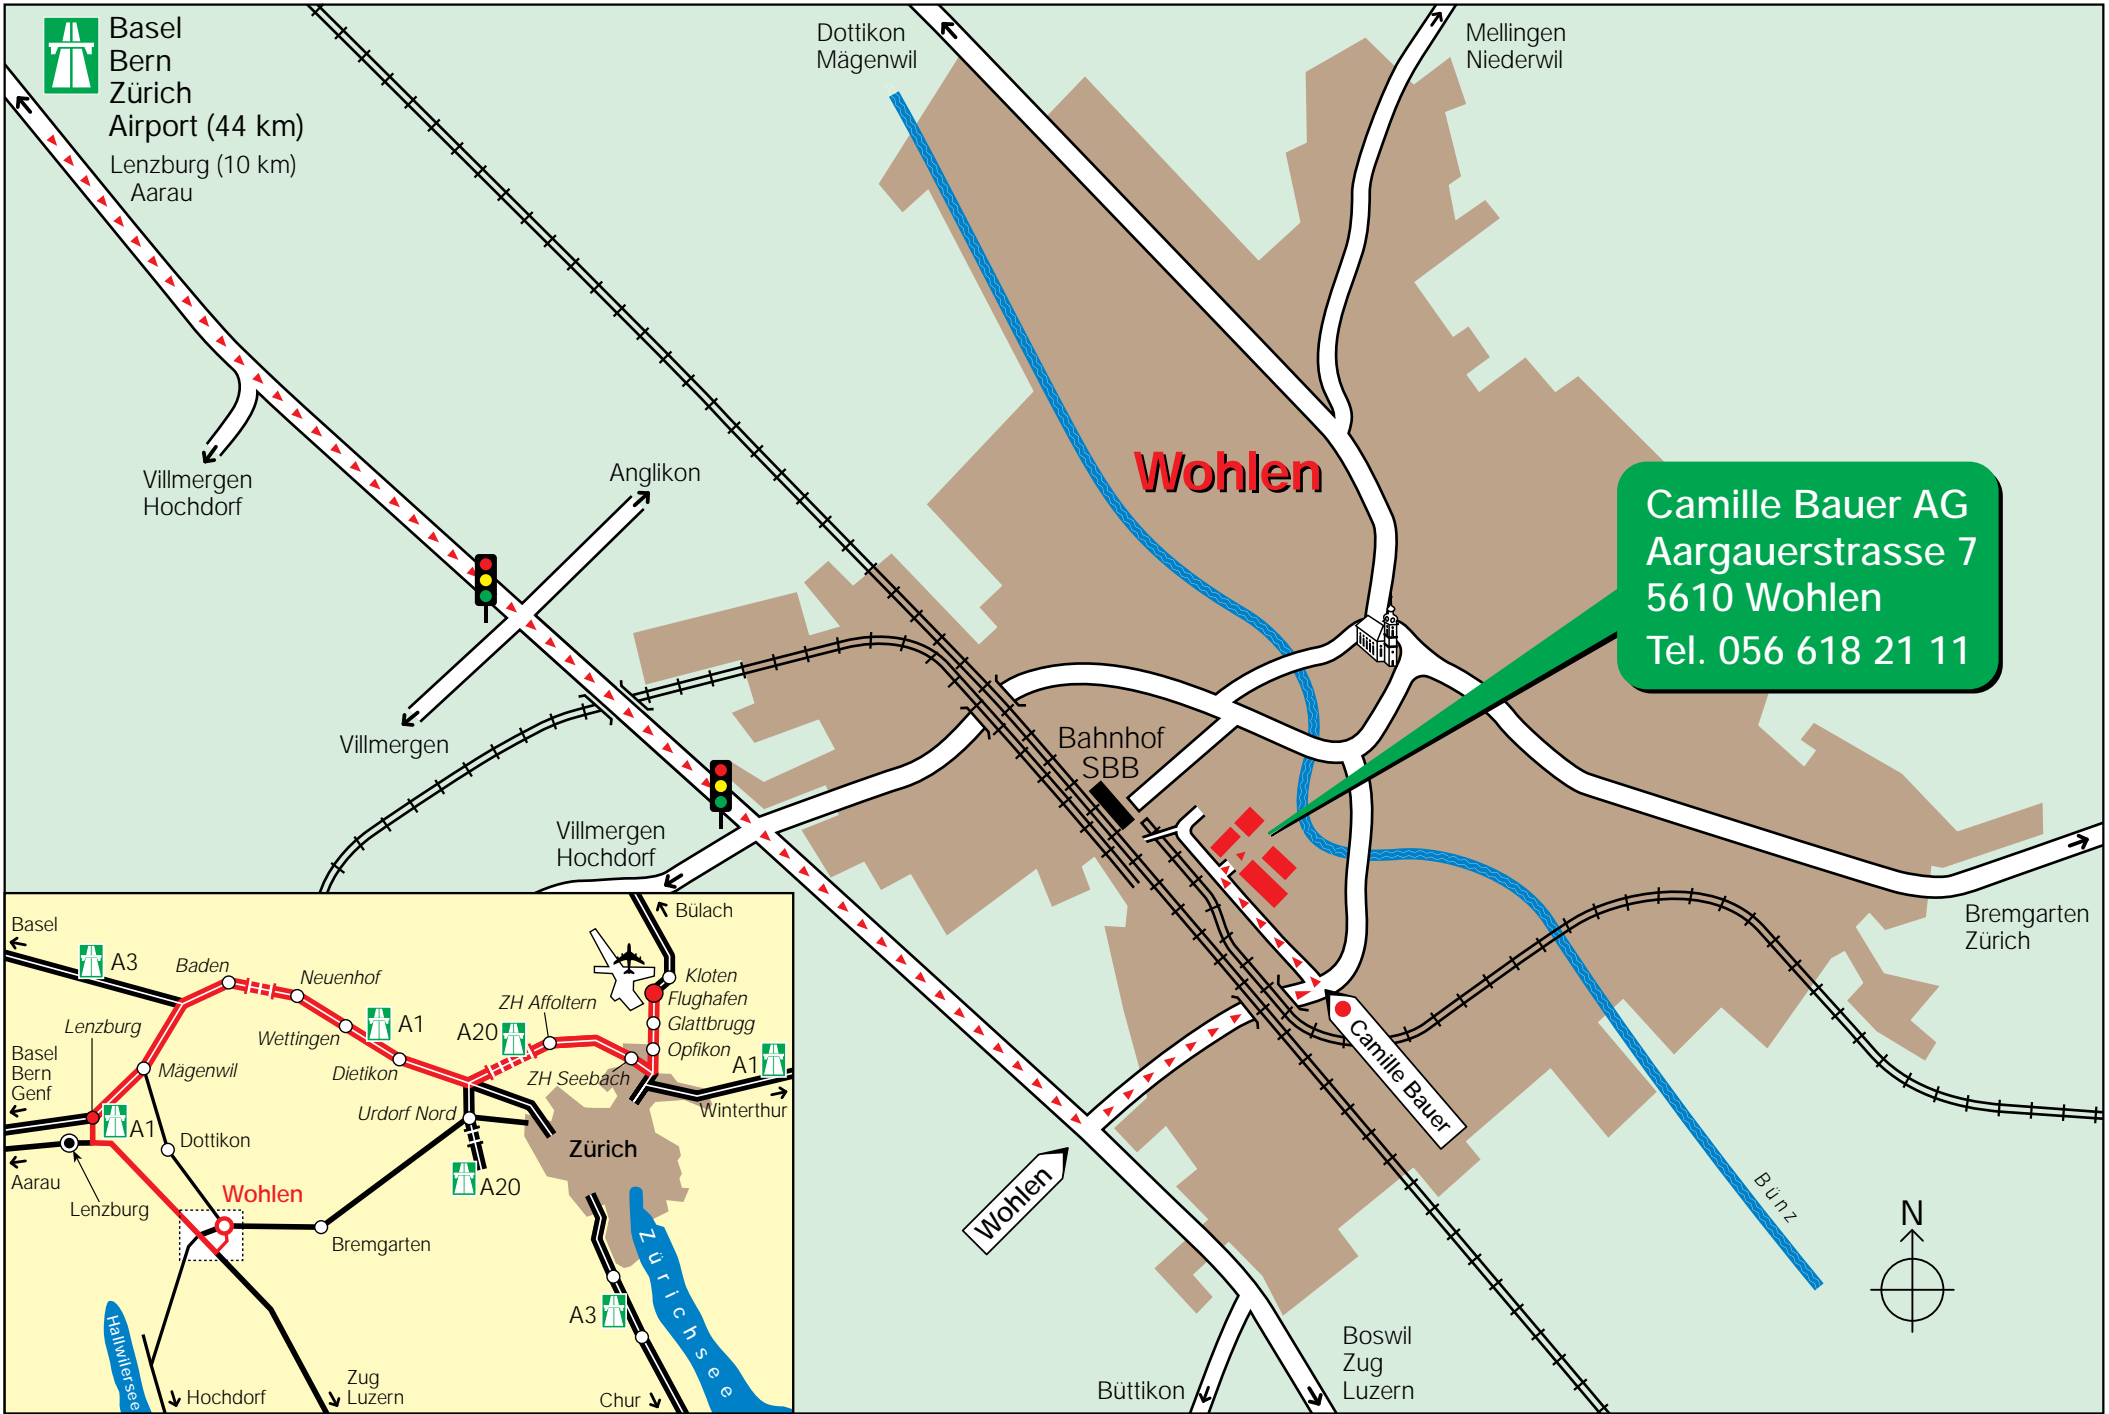 Basel
Bern
Zürich
Airport (44 km)
Lenzburg (10 km)
Aarau
Dottikon
Mägenwil
Mellingen
Niederwil
Villmergen
Hochdorf
Anglikon
Wohlen
Camille Bauer AG
Aargauerstrasse 7
5610 Wohlen
Tel. 056 618 21 11
Villmergen
Bahnhof
SBB
Villmergen
Hochdorf
Bremgarten
Zürich
Camille Bauer
Wohlen
Bünz
N
Büttikon
Boswil
Zug
Luzern
Basel
A3
Baden
Neuenhof
Bülach
Kloten
Flughafen
Glattbrugg
Opfikon
ZH Affoltern
A20
A1
Wettingen
Lenzburg
Basel
Bern
Genf
Mägenwil
Dietikon
ZH Seebach
A1
Winterthur
Urdorf Nord
A1
Dottikon
Zürich
Aarau
Lenzburg
A20
Wohlen
Bremgarten
Zürichsee
A3
Hallwilersee
Hochdorf
Zug
Luzern
Chur